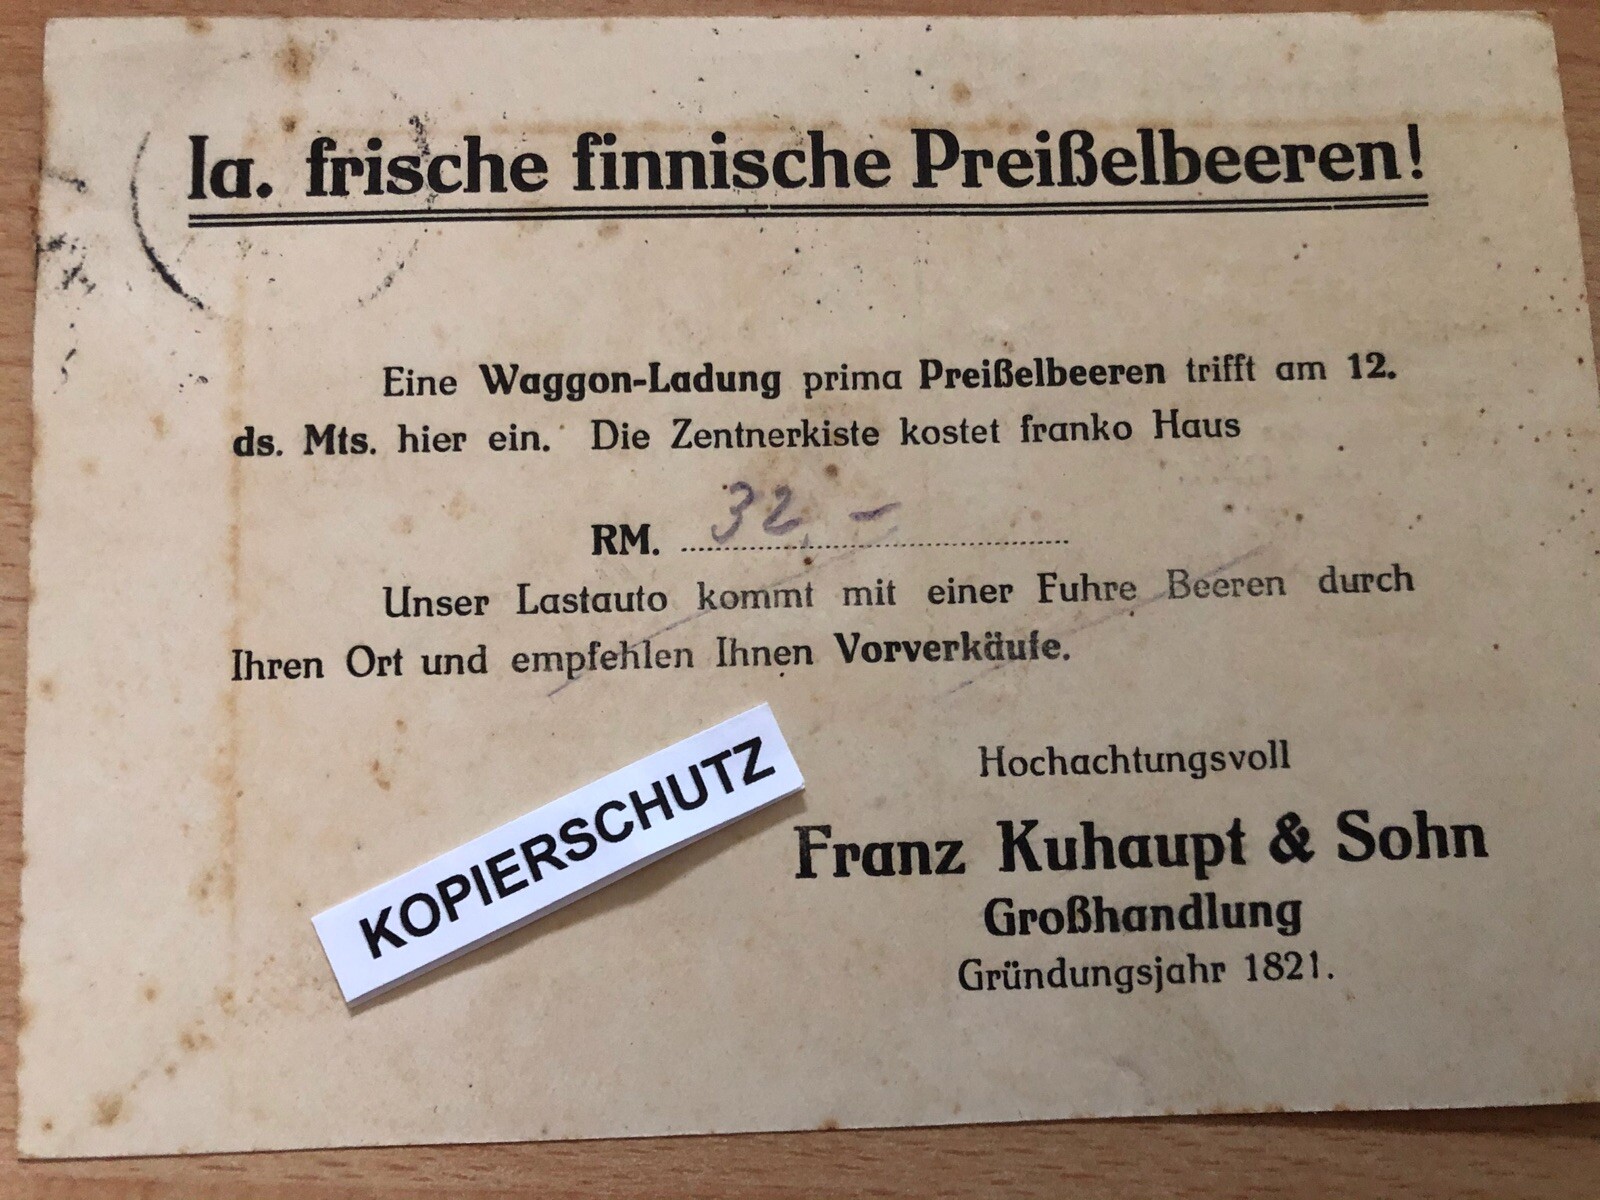 Ia. frische finnische Preißelbeeren!
Eine Waggon-Ladung prima Preißelbeeren trifft am 12.
ds. Mts. hier ein. Die Zentnerkiste kostet franko Haus
RM. 32,–
Unser Lastauto kommt mit einer Fuhre Beeren durch
Ihren Ort und empfehlen Ihnen Vorverkäufe.
Hochachtungsvoll
Franz Kuhaupt & Sohn
Großhandlung
Gründungsjahr 1821.
KOPIERSCHUTZ